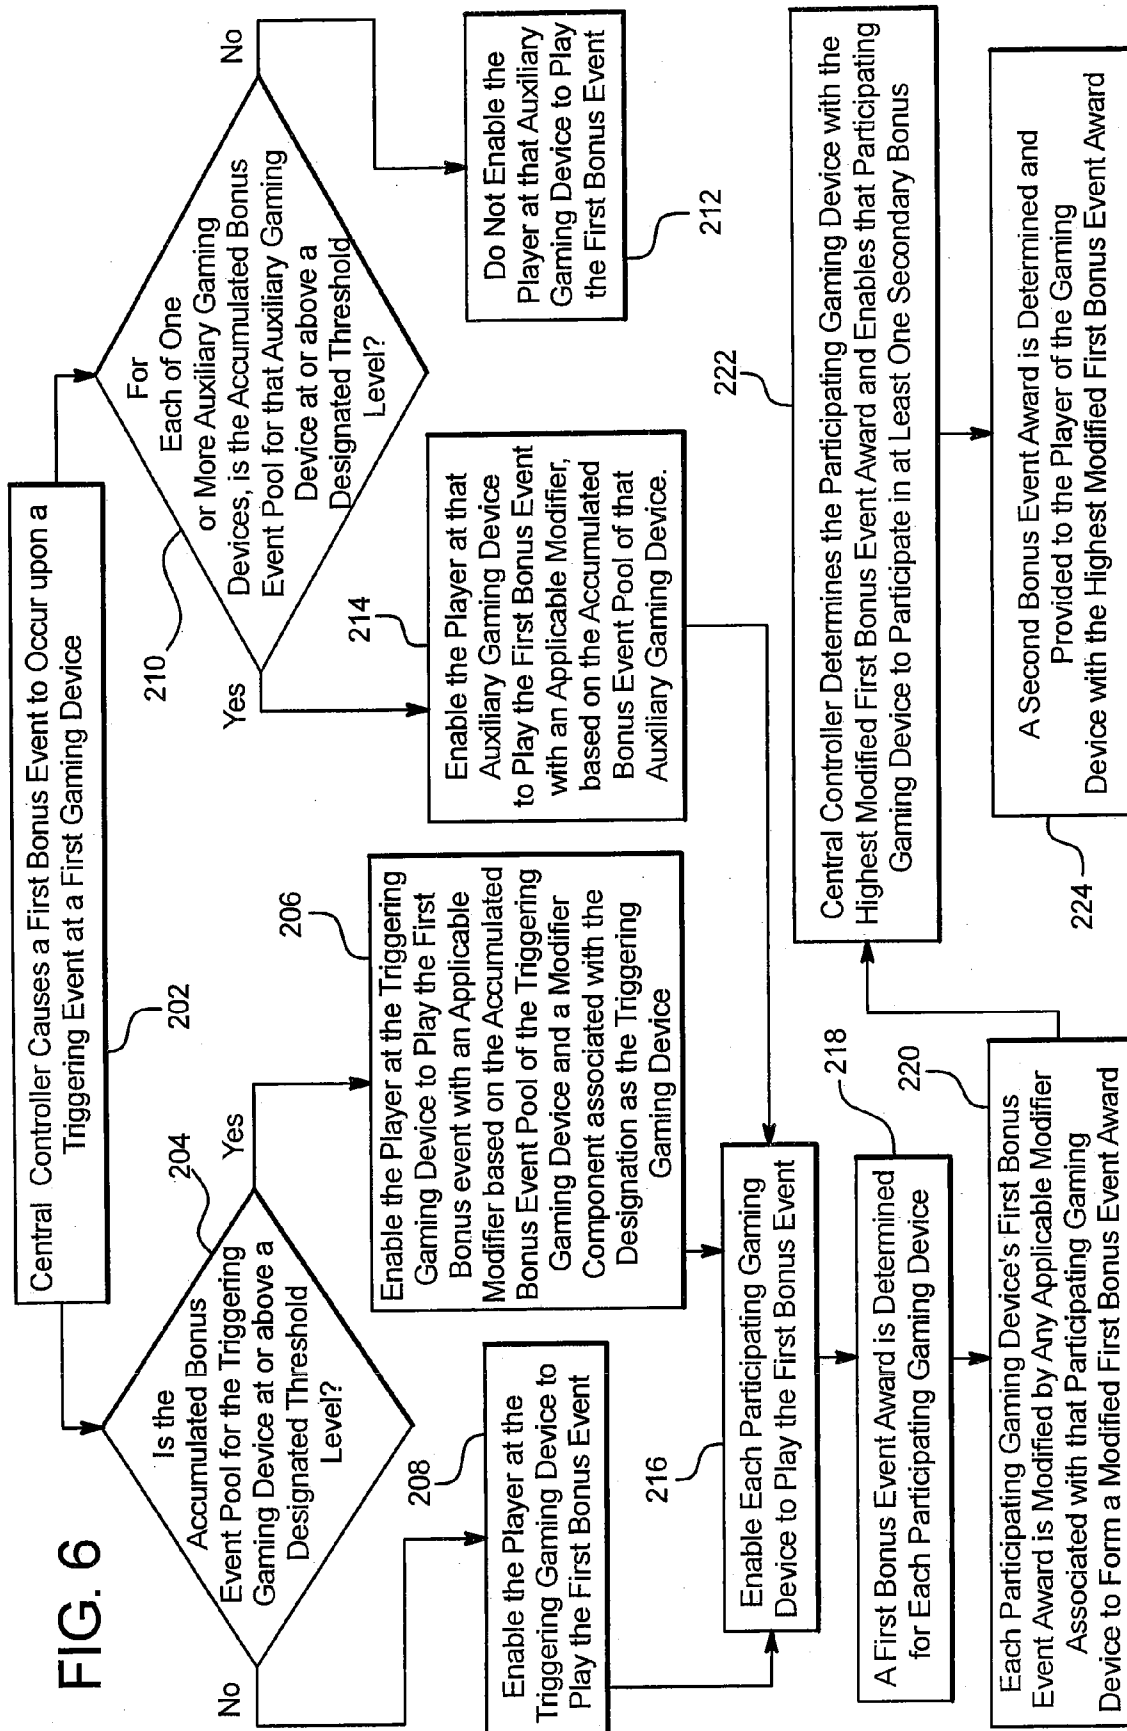 FIG. 6
Central Controller Causes a First Bonus Event to Occur upon a
Triggering Event at a First Gaming Device
202
Is the
Accumulated Bonus
Event Pool for the Triggering
Gaming Device at or above a
Designated Threshold
Level?
204
No
Yes
Enable the Player at the Triggering
Gaming Device to Play the First
Bonus event with an Applicable
Modifier based on the Accumulated
Bonus Event Pool of the Triggering
Gaming Device and a Modifier
Component associated with the
Designation as the Triggering
Gaming Device
206
Enable the Player at the
Triggering Gaming Device to
Play the First Bonus Event
208
For
Each of One
or More Auxiliary Gaming
Devices, is the Accumulated Bonus
Event Pool for that Auxiliary Gaming
Device at or above a
Designated Threshold
Level?
210
Yes
No
Do Not Enable the
Player at that Auxiliary
Gaming Device to Play
the First Bonus Event
212
Enable the Player at that
Auxiliary Gaming Device
to Play the First Bonus Event
with an Applicable Modifier,
based on the Accumulated
Bonus Event Pool of that
Auxiliary Gaming Device.
214
Enable Each Participating Gaming
Device to Play the First Bonus Event
216
A First Bonus Event Award is Determined
for Each Participating Gaming Device
218
Each Participating Gaming Device's First Bonus
Event Award is Modified by Any Applicable Modifier
Associated with that Participating Gaming
Device to Form a Modified First Bonus Event Award
220
Central Controller Determines the Participating Gaming Device with the
Highest Modified First Bonus Event Award and Enables that Participating
Gaming Device to Participate in at Least One Secondary Bonus
222
A Second Bonus Event Award is Determined and
Provided to the Player of the Gaming
Device with the Highest Modified First Bonus Event Award
224